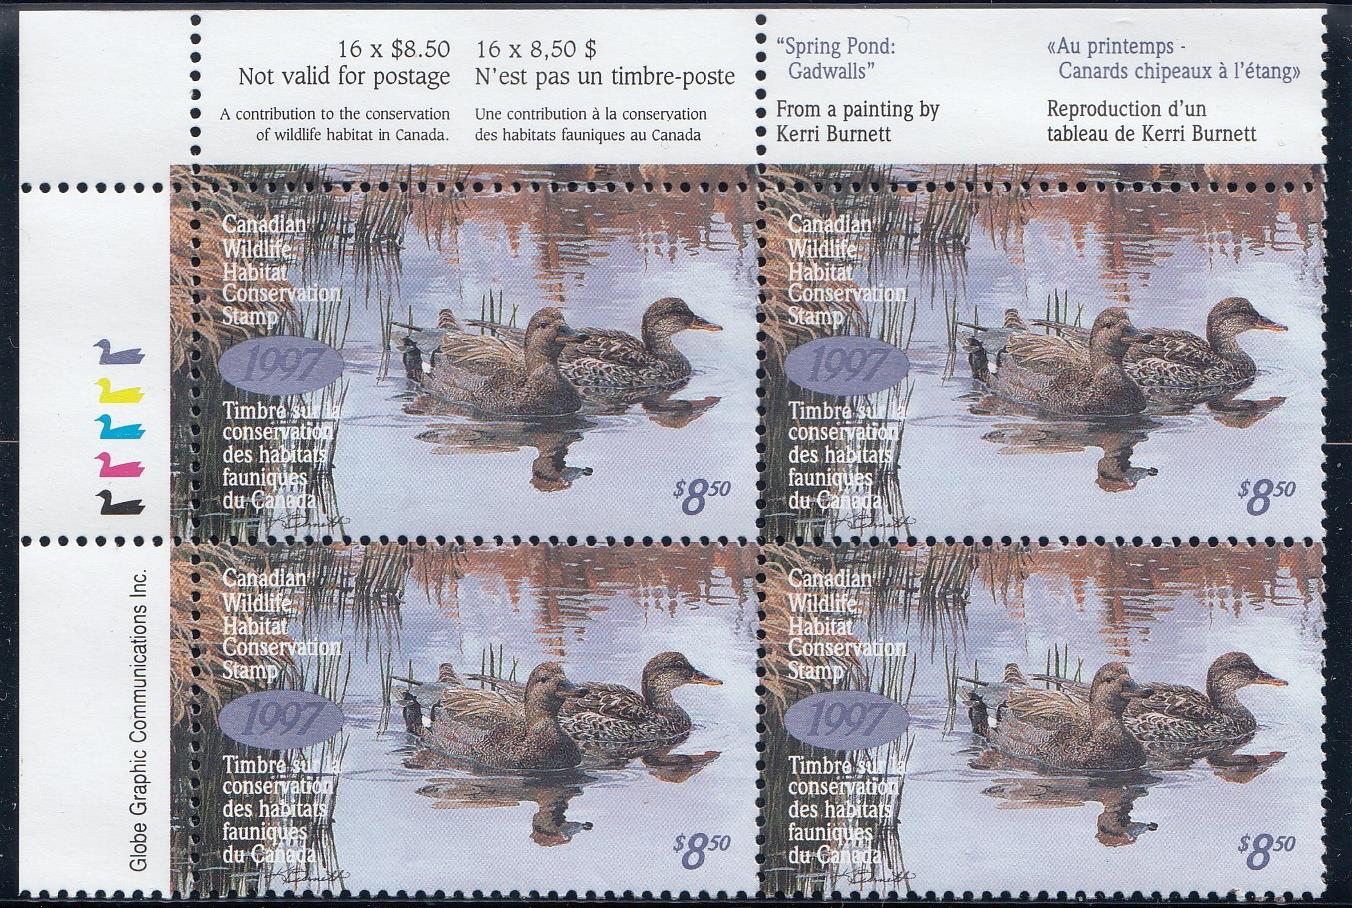 16 x $8.50
Not valid for postage
A contribution to the conservation
of wildlife habitat in Canada.
16 x 8,50 $
N'est pas un timbre-poste
Une contribution à la conservation
des habitats fauniques au Canada
“Spring Pond:
Gadwalls”
From a painting by
Kerri Burnett
«Au printemps -
Canards chipeaux à l'étang»
Reproduction d'un
tableau de Kerri Burnett
Canadian
Wildlife
Habitat
Conservation
Stamp
1997
Timbre sur la
conservation
des habitats
fauniques
du Canada
$8.50
Canadian
Wildlife
Habitat
Conservation
Stamp
1997
Timbre sur la
conservation
des habitats
fauniques
du Canada
$8.50
Globe Graphic Communications Inc.
Canadian
Wildlife
Habitat
Conservation
Stamp
1997
Timbre sur la
conservation
des habitats
fauniques
du Canada
$8.50
Canadian
Wildlife
Habitat
Conservation
Stamp
1997
Timbre sur la
conservation
des habitats
fauniques
du Canada
$8.50